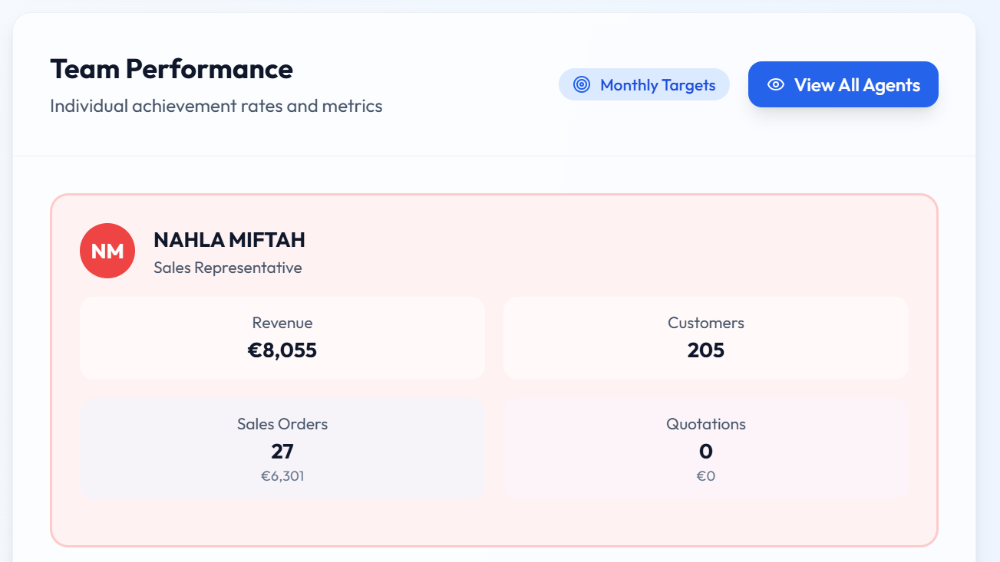 Team Performance
Individual achievement rates and metrics
Monthly Targets
View All Agents
NM
NAHLA MIFTAH
Sales Representative
Revenue
€8,055
Customers
205
Sales Orders
27
€6,301
Quotations
0
€0